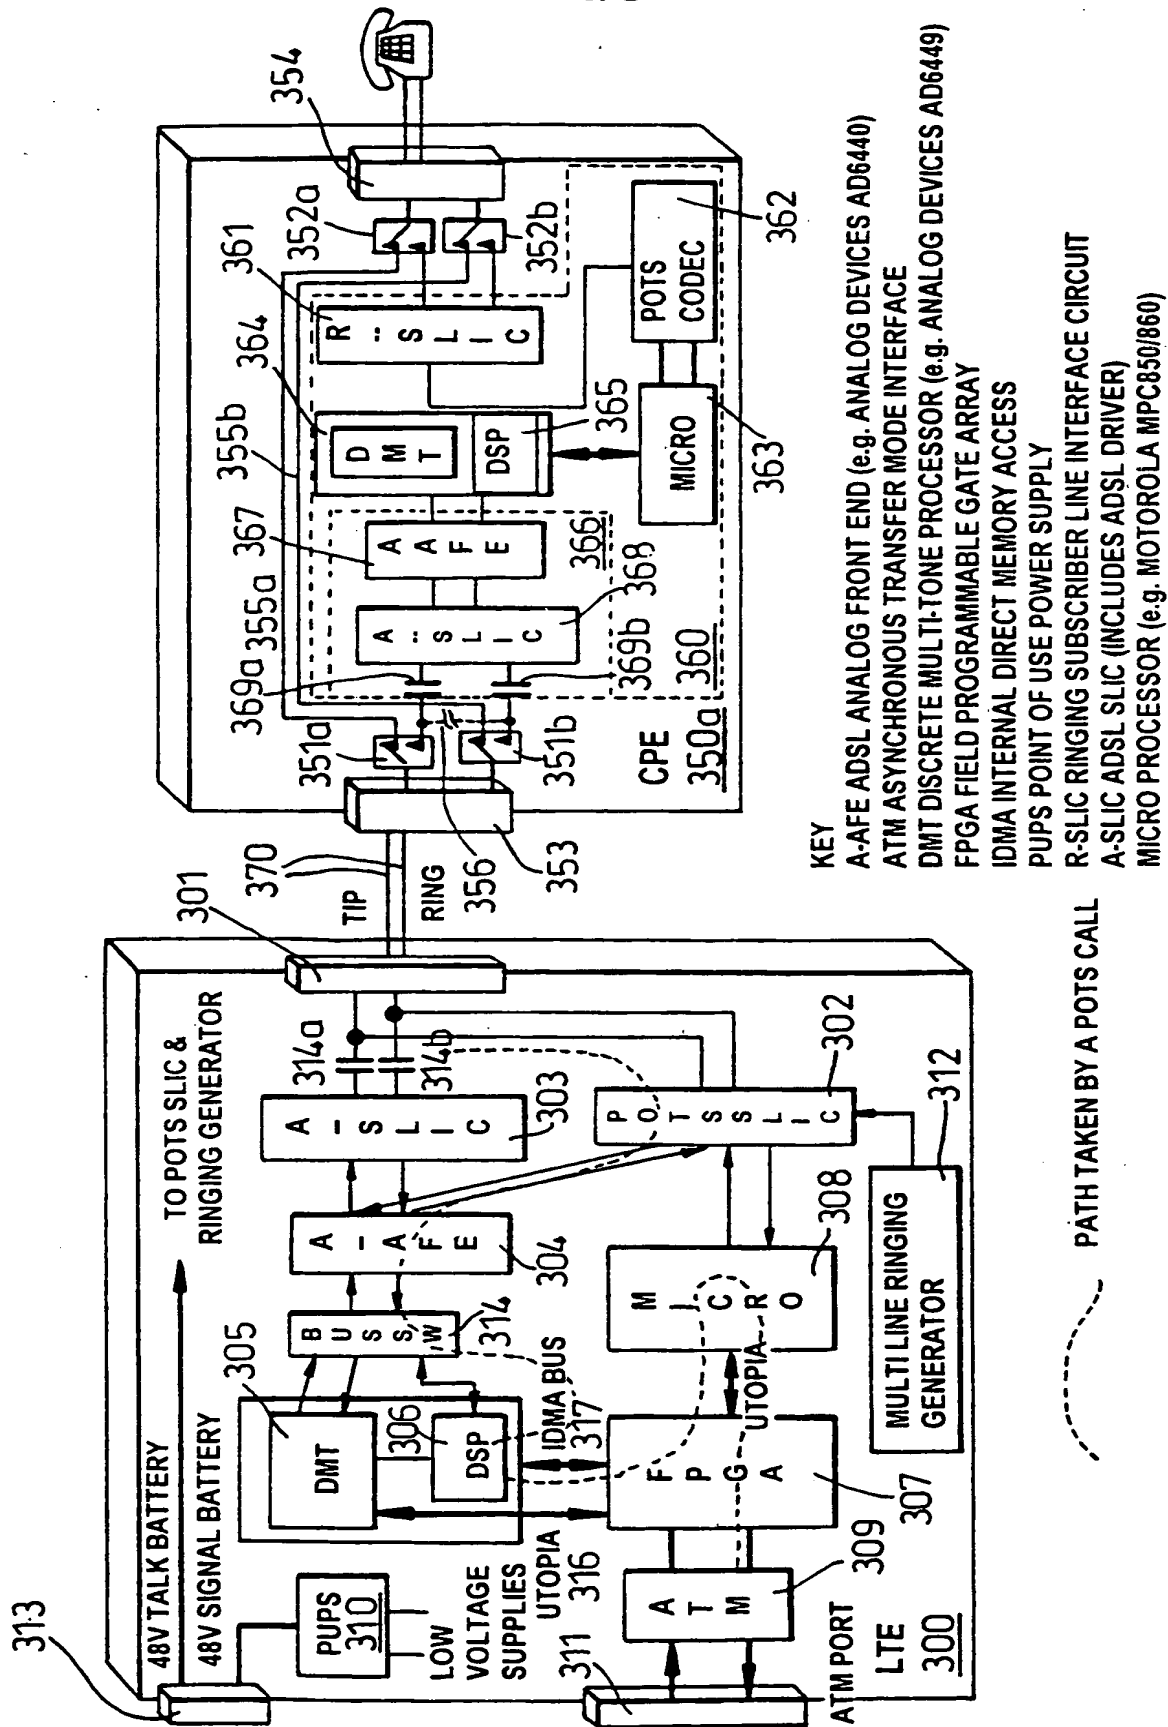 313
48V TALK BATTERY
48V SIGNAL BATTERY
TO POTS SLIC &
RINGING GENERATOR
PUPS
310
LOW
VOLTAGE
SUPPLIES
305
DMT
306
DSP
BUS SW
314
A-AFE
304
A-SLIC
303
314a
314b
301
UTOPIA
316
IDMA BUS
317
FPGA
307
UTOPIA
MICRO
308
POTS SLIC
302
MULTI LINE RINGING
GENERATOR
312
311
ATM
309
ATM PORT
LTE
300
TIP
370
RING
356
353
351a
351b
369a
369b
355a
355b
A-SLIC
368
367
A-AFE
366
364
DMT
DSP
365
361
R-SLIC
352a
352b
354
MICRO
363
POTS
CODEC
362
360
CPE
350a
PATH TAKEN BY A POTS CALL
KEY
A-AFE ADSL ANALOG FRONT END (e.g. ANALOG DEVICES AD6440)
ATM ASYNCHRONOUS TRANSFER MODE INTERFACE
DMT DISCRETE MULTI-TONE PROCESSOR (e.g. ANALOG DEVICES AD6449)
FPGA FIELD PROGRAMMABLE GATE ARRAY
IDMA INTERNAL DIRECT MEMORY ACCESS
PUPS POINT OF USE POWER SUPPLY
R-SLIC RINGING SUBSCRIBER LINE INTERFACE CIRCUIT
A-SLIC ADSL SLIC (INCLUDES ADSL DRIVER)
MICRO PROCESSOR (e.g. MOTOROLA MPC850/860)